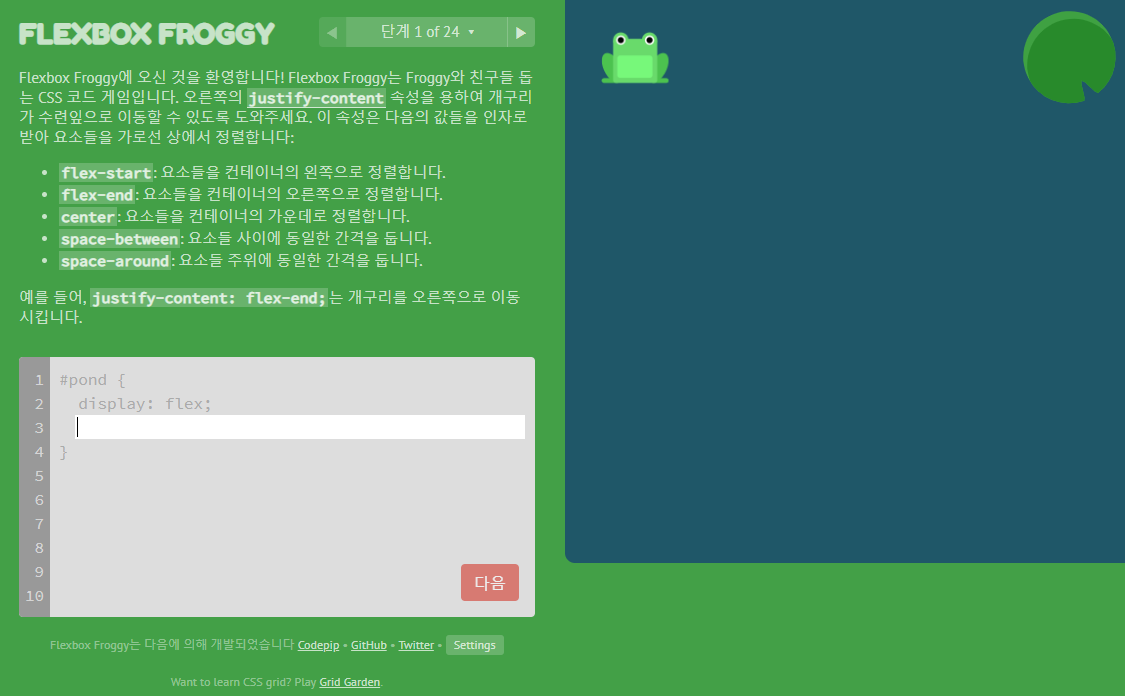 FLEXBOX FROGGY
◀ 단계 1 of 24 ▾ ▶
Flexbox Froggy에 오신 것을 환영합니다! Flexbox Froggy는 Froggy와 친구들 돕
는 CSS 코드 게임입니다. 오른쪽의 justify-content 속성을 용하여 개구리
가 수련잎으로 이동할 수 있도록 도와주세요. 이 속성은 다음의 값들을 인자로
받아 요소들을 가로선 상에서 정렬합니다:
• flex-start: 요소들을 컨테이너의 왼쪽으로 정렬합니다.
• flex-end: 요소들을 컨테이너의 오른쪽으로 정렬합니다.
• center: 요소들을 컨테이너의 가운데로 정렬합니다.
• space-between: 요소들 사이에 동일한 간격을 둡니다.
• space-around: 요소들 주위에 동일한 간격을 둡니다.
예를 들어, justify-content: flex-end;는 개구리를 오른쪽으로 이동
시킵니다.
1 #pond {
2 display: flex;
3
4 }
5
6
7
8
9
10
다음
Flexbox Froggy는 다음에 의해 개발되었습니다 Codepip • GitHub • Twitter • Settings
Want to learn CSS grid? Play Grid Garden.